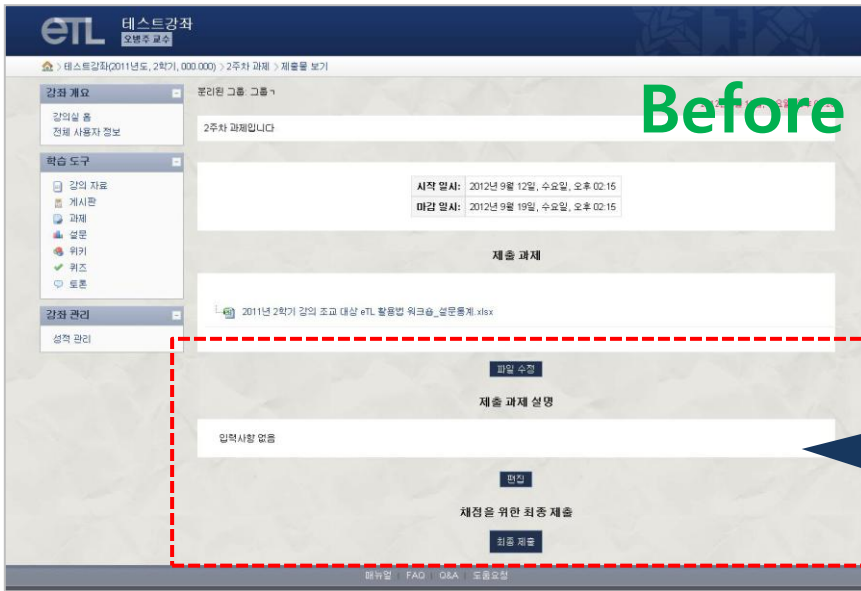 eTL 테스트강좌
오병주 교수
> 테스트강좌(2011년도, 2학기, 000.000) > 2주차 과제 > 제출물 보기
강좌 개요
강의실 홈
전체 사용자 정보
학습 도구
강의 자료
게시판
과제
설문
위키
퀴즈
토론
강좌 관리
성적 관리
분리된 그룹: 그룹 ㄱ
Before
2주차 과제입니다
시작 일시: 2012년 9월 12일, 수요일, 오후 02:15
마감 일시: 2012년 9월 19일, 수요일, 오후 02:15
제출 과제
2011년 2학기 강의 조교 대상 eTL 활용법 워크숍_설문통계.xlsx
파일 수정
제출 과제 설명
입력사항 없음
편집
채점을 위한 최종 제출
최종 제출
매뉴얼 | FAQ | Q&A | 도움요청